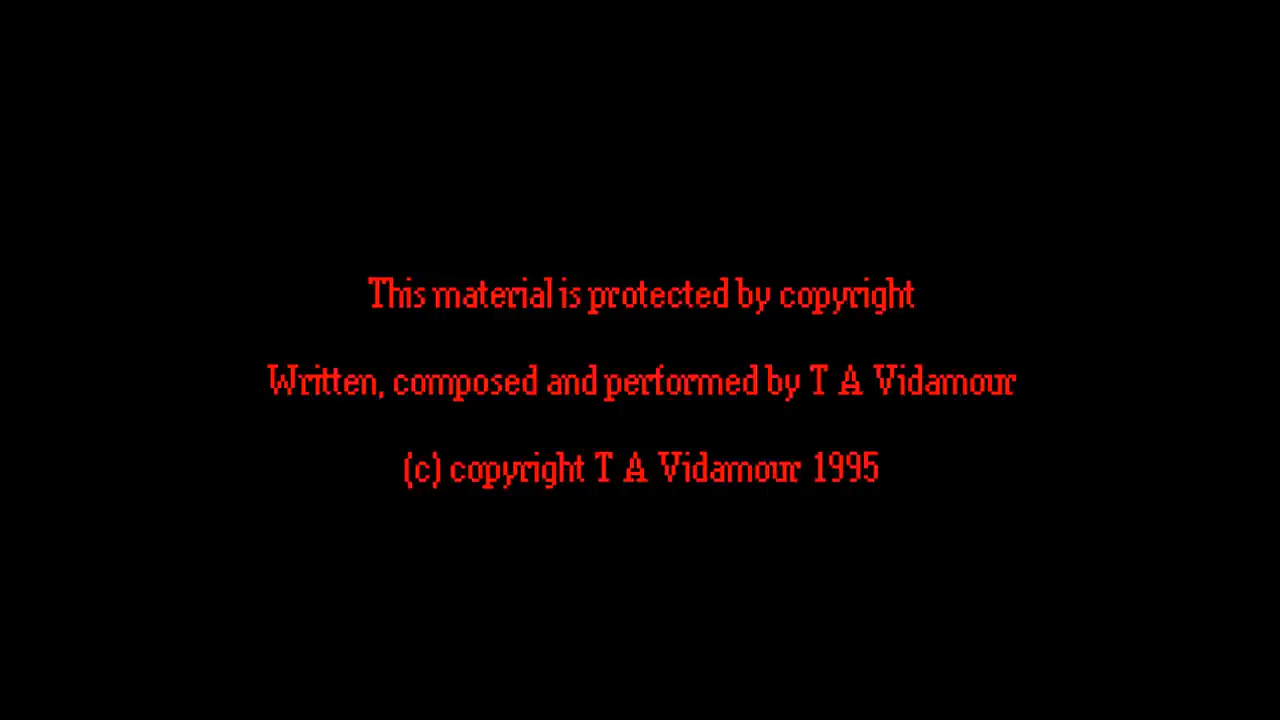 This material is protected by copyright
Written, composed and performed by T A Vidamour
(c) copyright T A Vidamour 1995